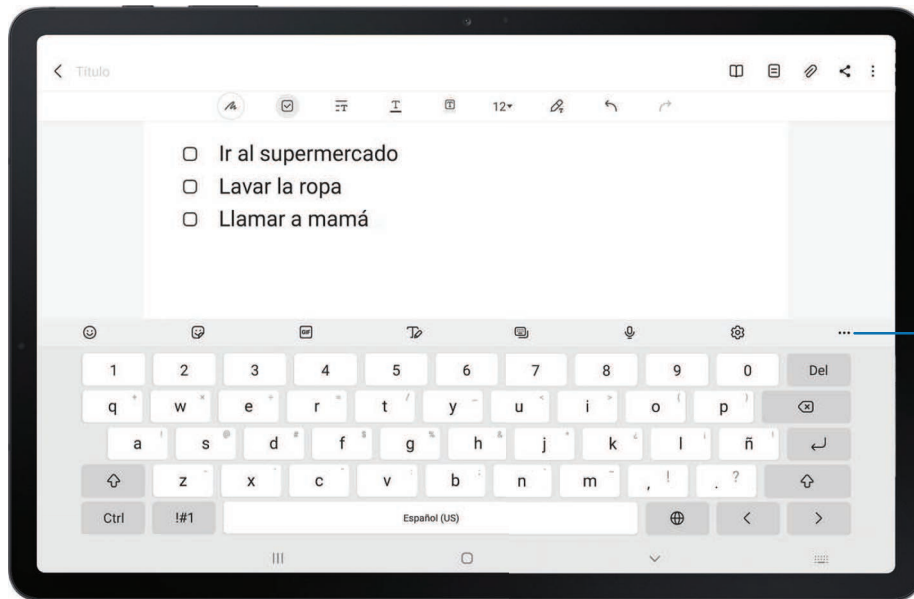 Título
12
Ir al supermercado
Lavar la ropa
Llamar a mamá
GIF
1 2 3 4 5 6 7 8 9 0 Del
q w e r t y u i o p
a s d f g h j k l ñ
z x c v b n m , ! . ?
Ctrl !#1 Español (US)